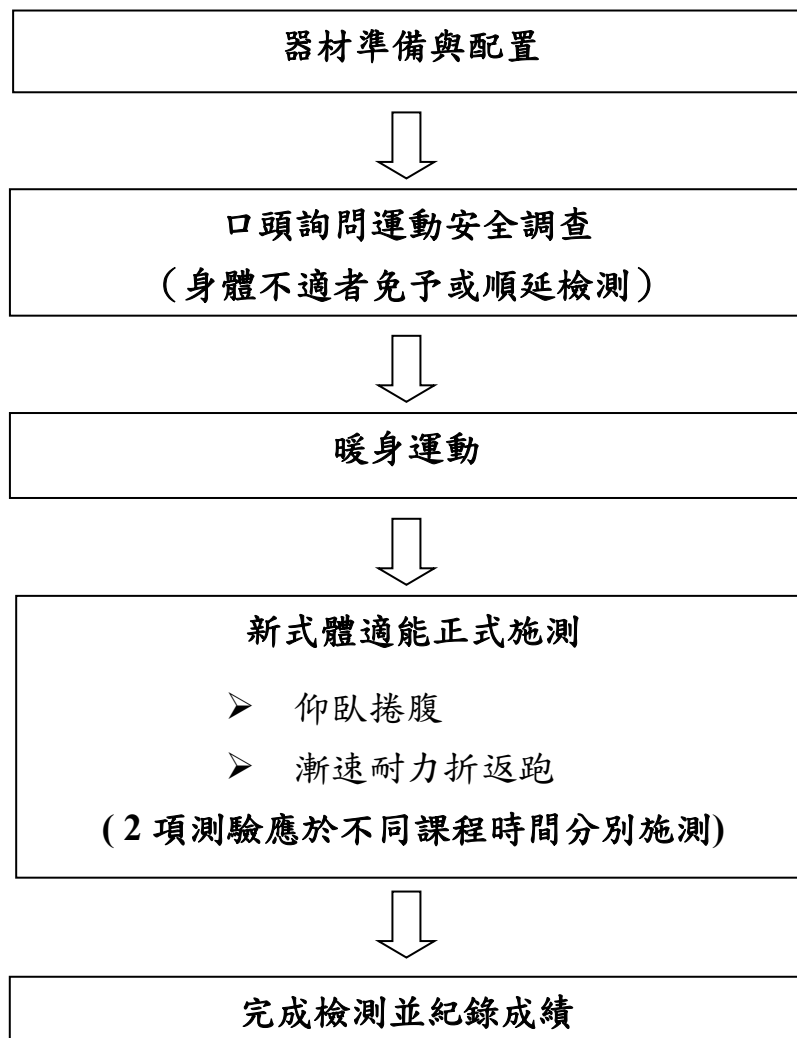 器材準備與配置
口頭詢問運動安全調查
（身體不適者免予或順延檢測）
暖身運動
新式體適能正式施測
➢ 仰臥捲腹
➢ 漸速耐力折返跑
( 2 項測驗應於不同課程時間分別施測)
完成檢測並紀錄成績